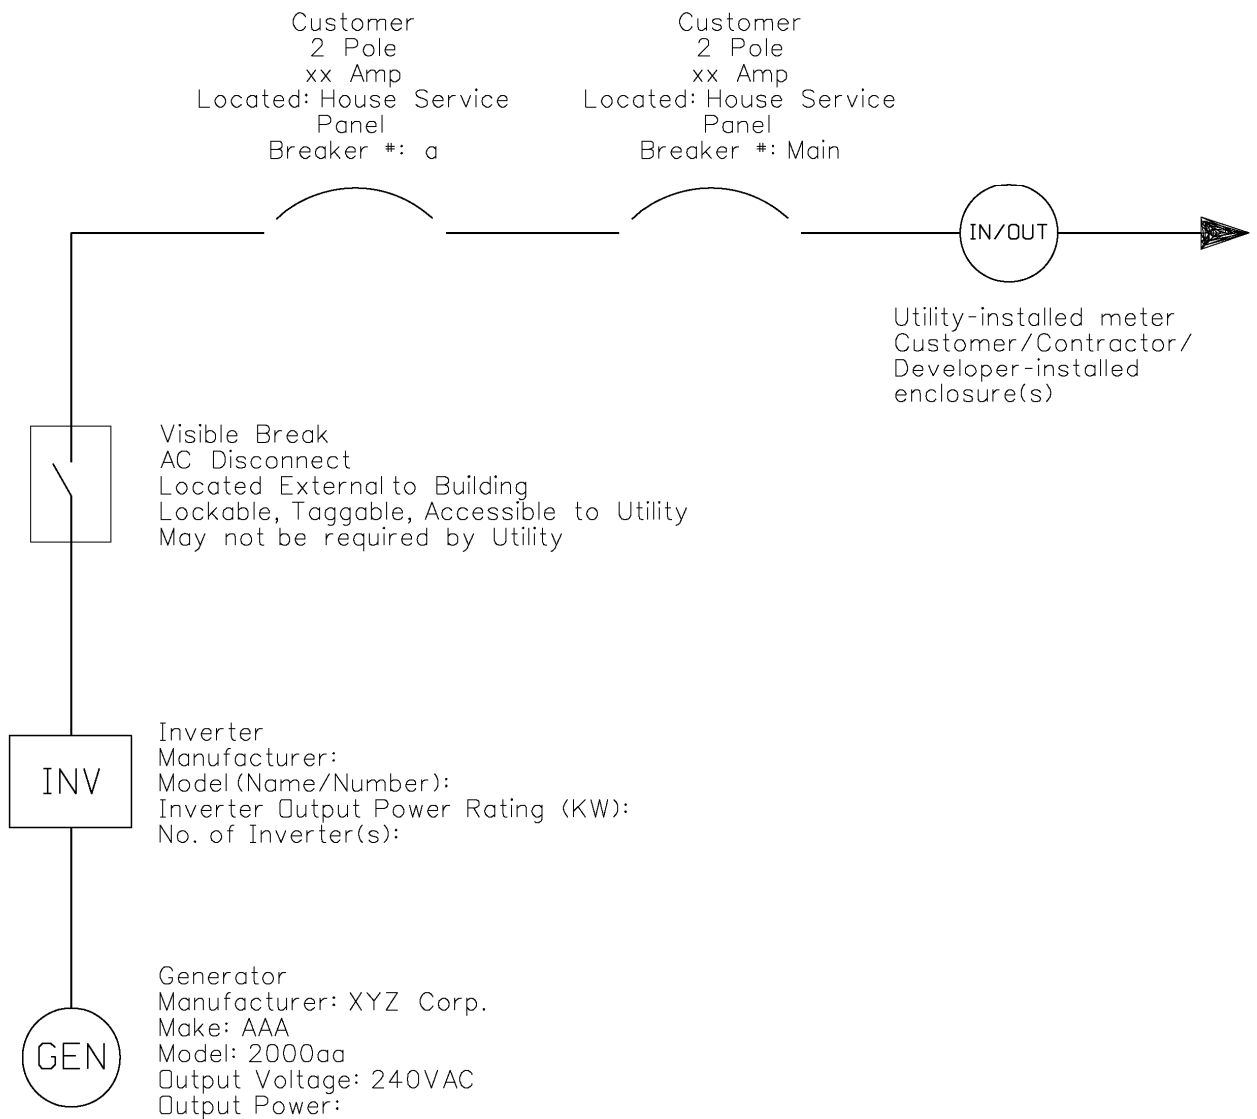 Customer
2 Pole
xx Amp
Located: House Service
Panel
Breaker #: a
Customer
2 Pole
xx Amp
Located: House Service
Panel
Breaker #: Main
IN/OUT
Utility-installed meter
Customer/Contractor/
Developer-installed
enclosure(s)
Visible Break
AC Disconnect
Located External to Building
Lockable, Taggable, Accessible to Utility
May not be required by Utility
INV
Inverter
Manufacturer:
Model (Name/Number):
Inverter Output Power Rating (KW):
No. of Inverter(s):
GEN
Generator
Manufacturer: XYZ Corp.
Make: AAA
Model: 2000aa
Output Voltage: 240VAC
Output Power: